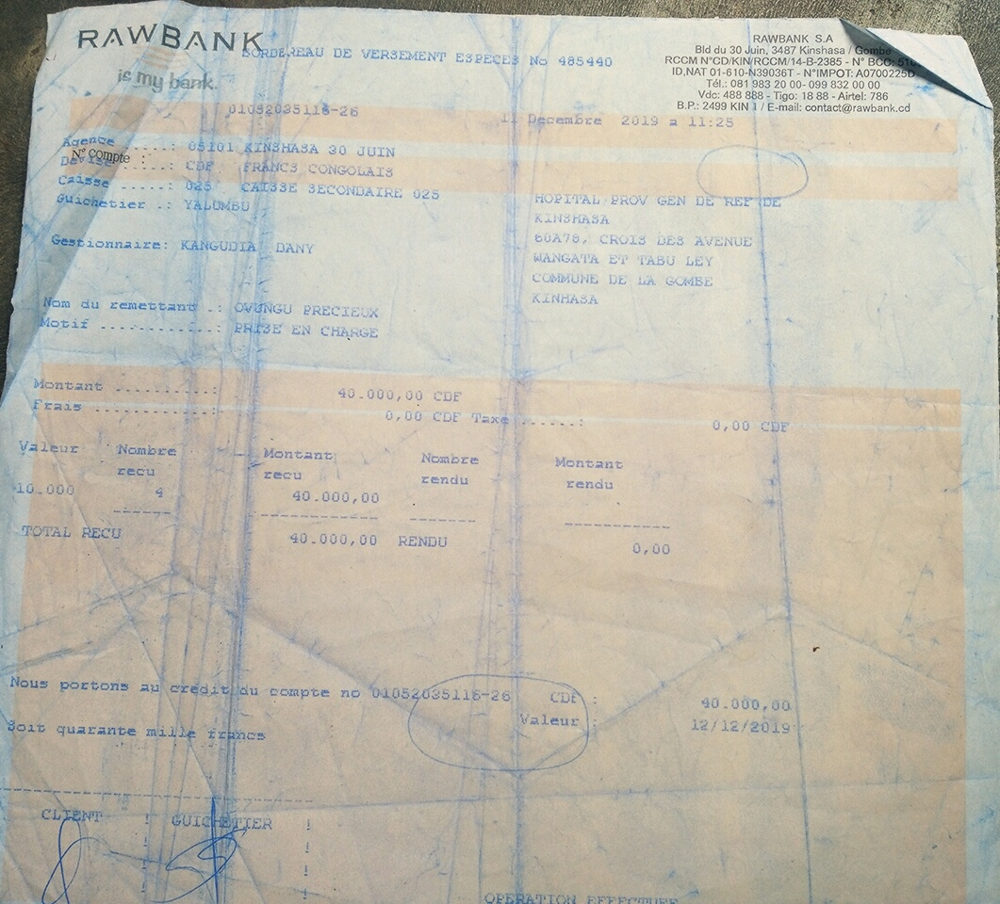 RAWBANK
is my bank.
BORDEREAU DE VERSEMENT ESPECES No 485440
RAWBANK S.A
Bld du 30 Juin, 3487 Kinshasa / Gombe
RCCM N°CD/KIN/RCCM/14-B-2385 - N° BCC:
ID,NAT 01-610-N39036T - N°IMPOT: A0700225D
Tél.: 081 983 20 00-099 832 00 00
Vdc: 488 888 - Tigo: 18 88 - Airtel: 786
B.P.: 2499 KIN 1 / E-mail: contact@rawbank.cd
01052035116-26
11 Decembre 2019 a 11:25
Agence .....: 05101 KINSHASA 30 JUIN
N° compte :
Devise .....: CDF FRANCS CONGOLAIS
Caisse .....: 025 CAISSE SECONDAIRE 025
Guichetier .: YALUMBU
Gestionnaire: KANGUDIA DANY
HOPITAL PROV GEN DE REF DE
KINSHASA
60A78, CROIS DES AVENUE
WANGATA ET TABU LEY
COMMUNE DE LA GOMBE
KINHASA
Nom du remettant .: OVUNGU PRECIEUX
Motif ...........: PRISE EN CHARGE
Montant ..........: 40.000,00 CDF
Frais ...........: 0,00 CDF Taxe ......: 0,00 CDF
Valeur Nombre Montant Nombre Montant
recu recu rendu rendu
10.000 4 40.000,00
TOTAL RECU 40.000,00 RENDU 0,00
Nous portons au credit du compte no 01052035116-26 CDF : 40.000,00
Valeur : 12/12/2019
Soit quarante mille francs
CLIENT ! GUICHETIER !
OPERATION EFFECTUEE